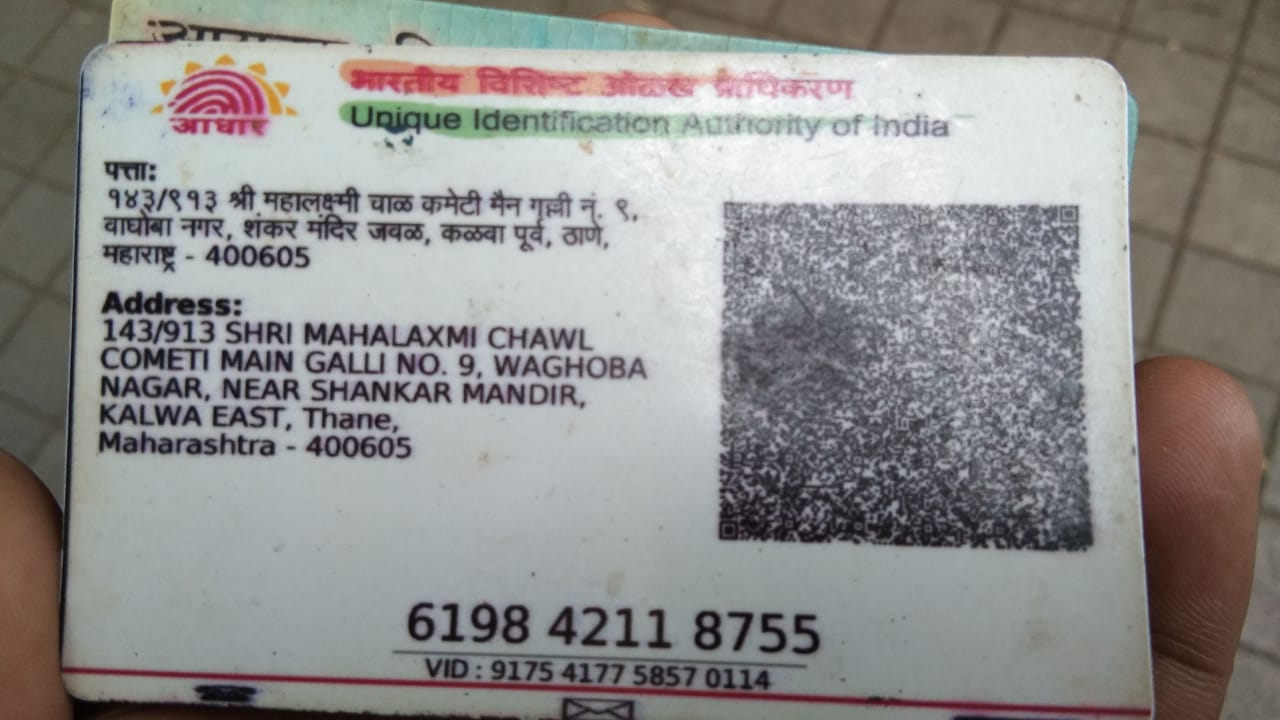 आधार
भारतीय विशिष्ट ओळख प्राधिकरण
Unique Identification Authority of India
पत्ता:
१४३/९१३ श्री महालक्ष्मी चाळ कमेटी मैन गल्ली नं. ९,
वाघोबा नगर, शंकर मंदिर जवळ, कळवा पूर्व, ठाणे,
महाराष्ट्र - 400605
Address:
143/913 SHRI MAHALAXMI CHAWL
COMETI MAIN GALLI NO. 9, WAGHOBA
NAGAR, NEAR SHANKAR MANDIR,
KALWA EAST, Thane,
Maharashtra - 400605
6198 4211 8755
VID : 9175 4177 5857 0114